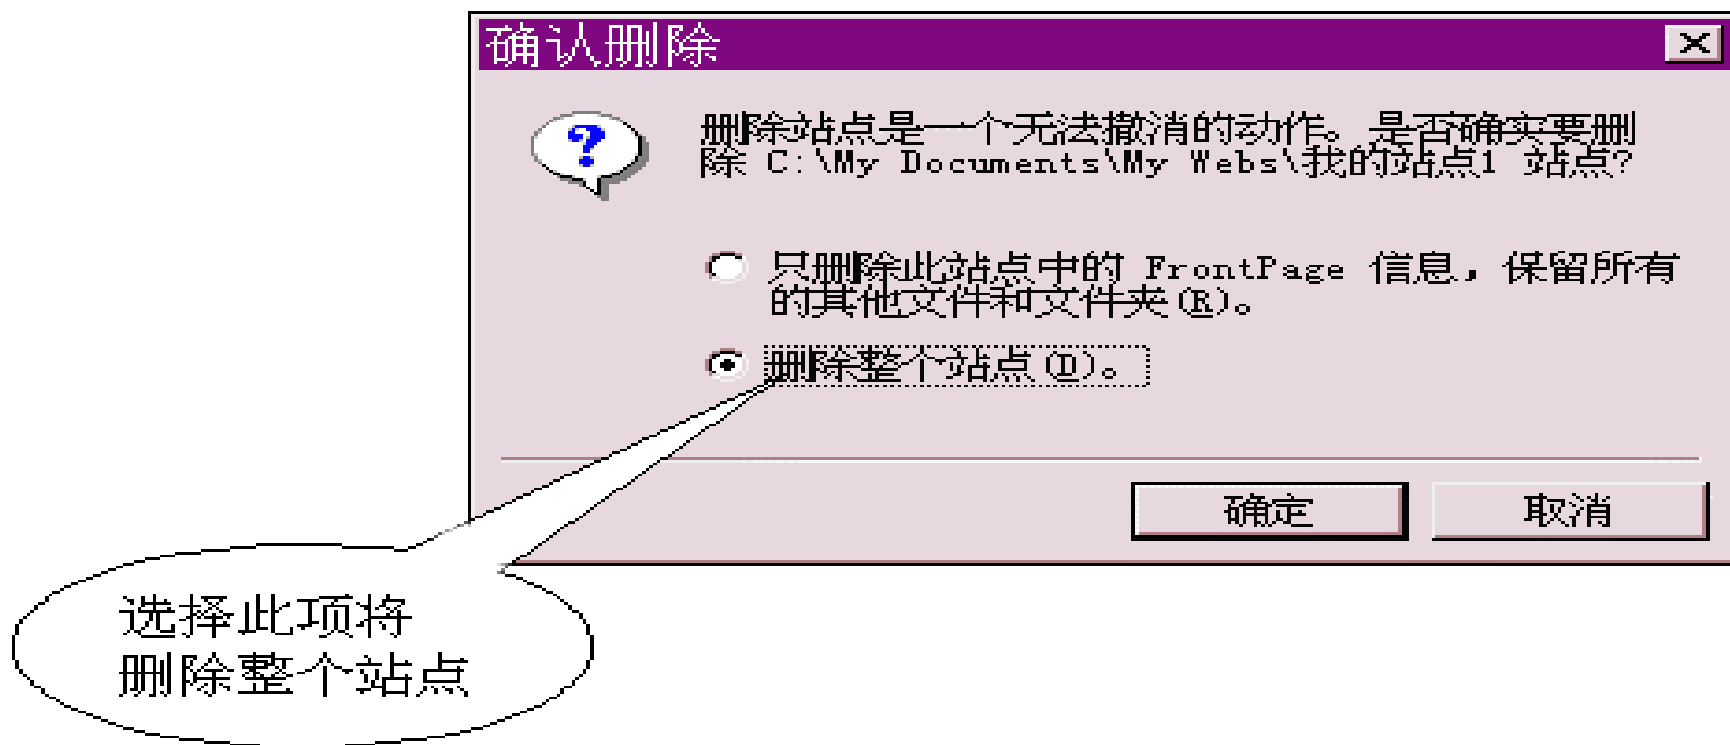 确认删除
删除站点是一个无法撤消的动作。是否确实要删
除 C:\My Documents\My Webs\我的站点1 站点?
只删除此站点中的 FrontPage 信息，保留所有
的其他文件和文件夹(R)。
删除整个站点(D)。
确定
取消
选择此项将
删除整个站点